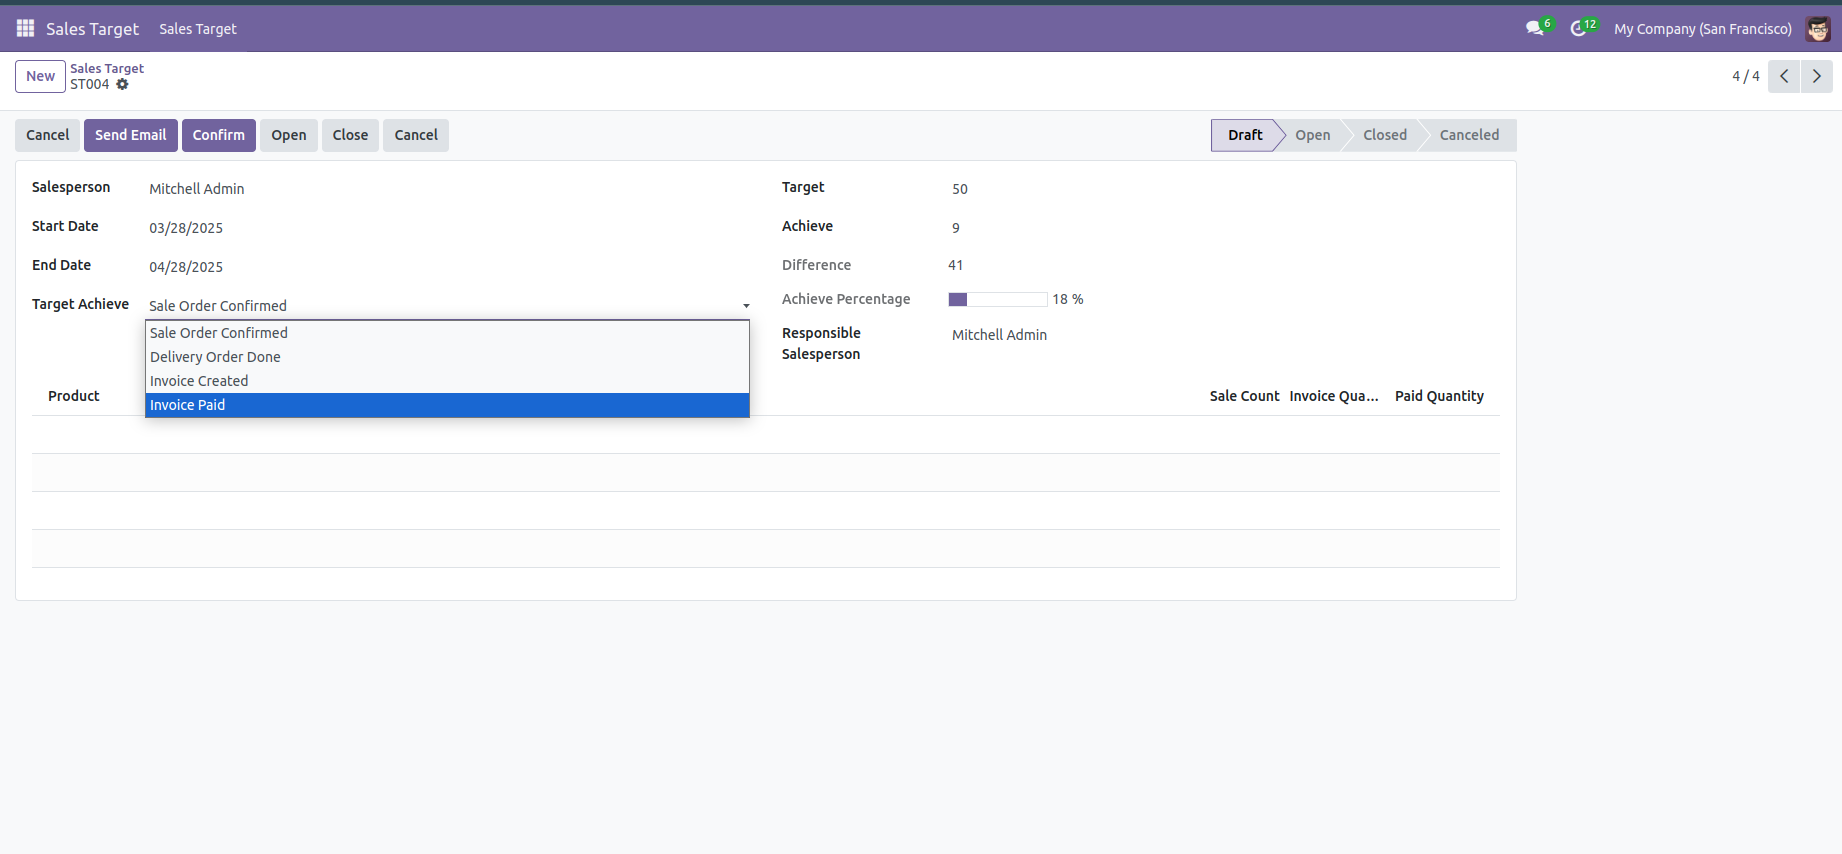 Sales Target Sales Target 6 12 My Company (San Francisco)
New Sales Target 4 / 4
ST004
Cancel Send Email Confirm Open Close Cancel Draft Open Closed Canceled
Salesperson Mitchell Admin Target 50
Start Date 03/28/2025 Achieve 9
End Date 04/28/2025 Difference 41
Target Achieve Sale Order Confirmed Achieve Percentage 18 %
Sale Order Confirmed Responsible Salesperson Mitchell Admin
Delivery Order Done
Invoice Created
Product Sale Count Invoice Qua... Paid Quantity
Invoice Paid